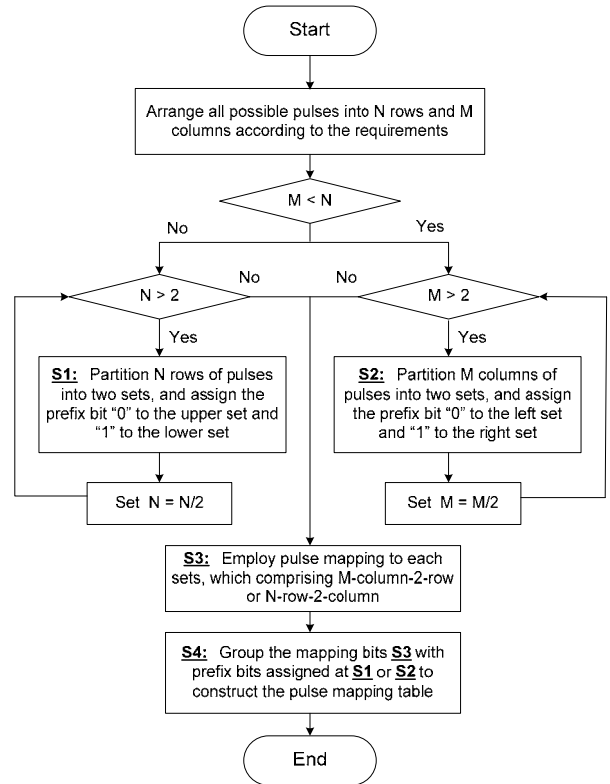 Start
Arrange all possible pulses into N rows and M
columns according to the requirements
M < N
No
Yes
N > 2
No
No
M > 2
Yes
Yes
S1: Partition N rows of pulses
into two sets, and assign the
prefix bit “0” to the upper set and
“1” to the lower set
S2: Partition M columns of
pulses into two sets, and assign
the prefix bit “0” to the left set
and “1” to the right set
Set N = N/2
Set M = M/2
S3: Employ pulse mapping to each
sets, which comprising M-column-2-row
or N-row-2-column
S4: Group the mapping bits S3 with
prefix bits assigned at S1 or S2 to
construct the pulse mapping table
End